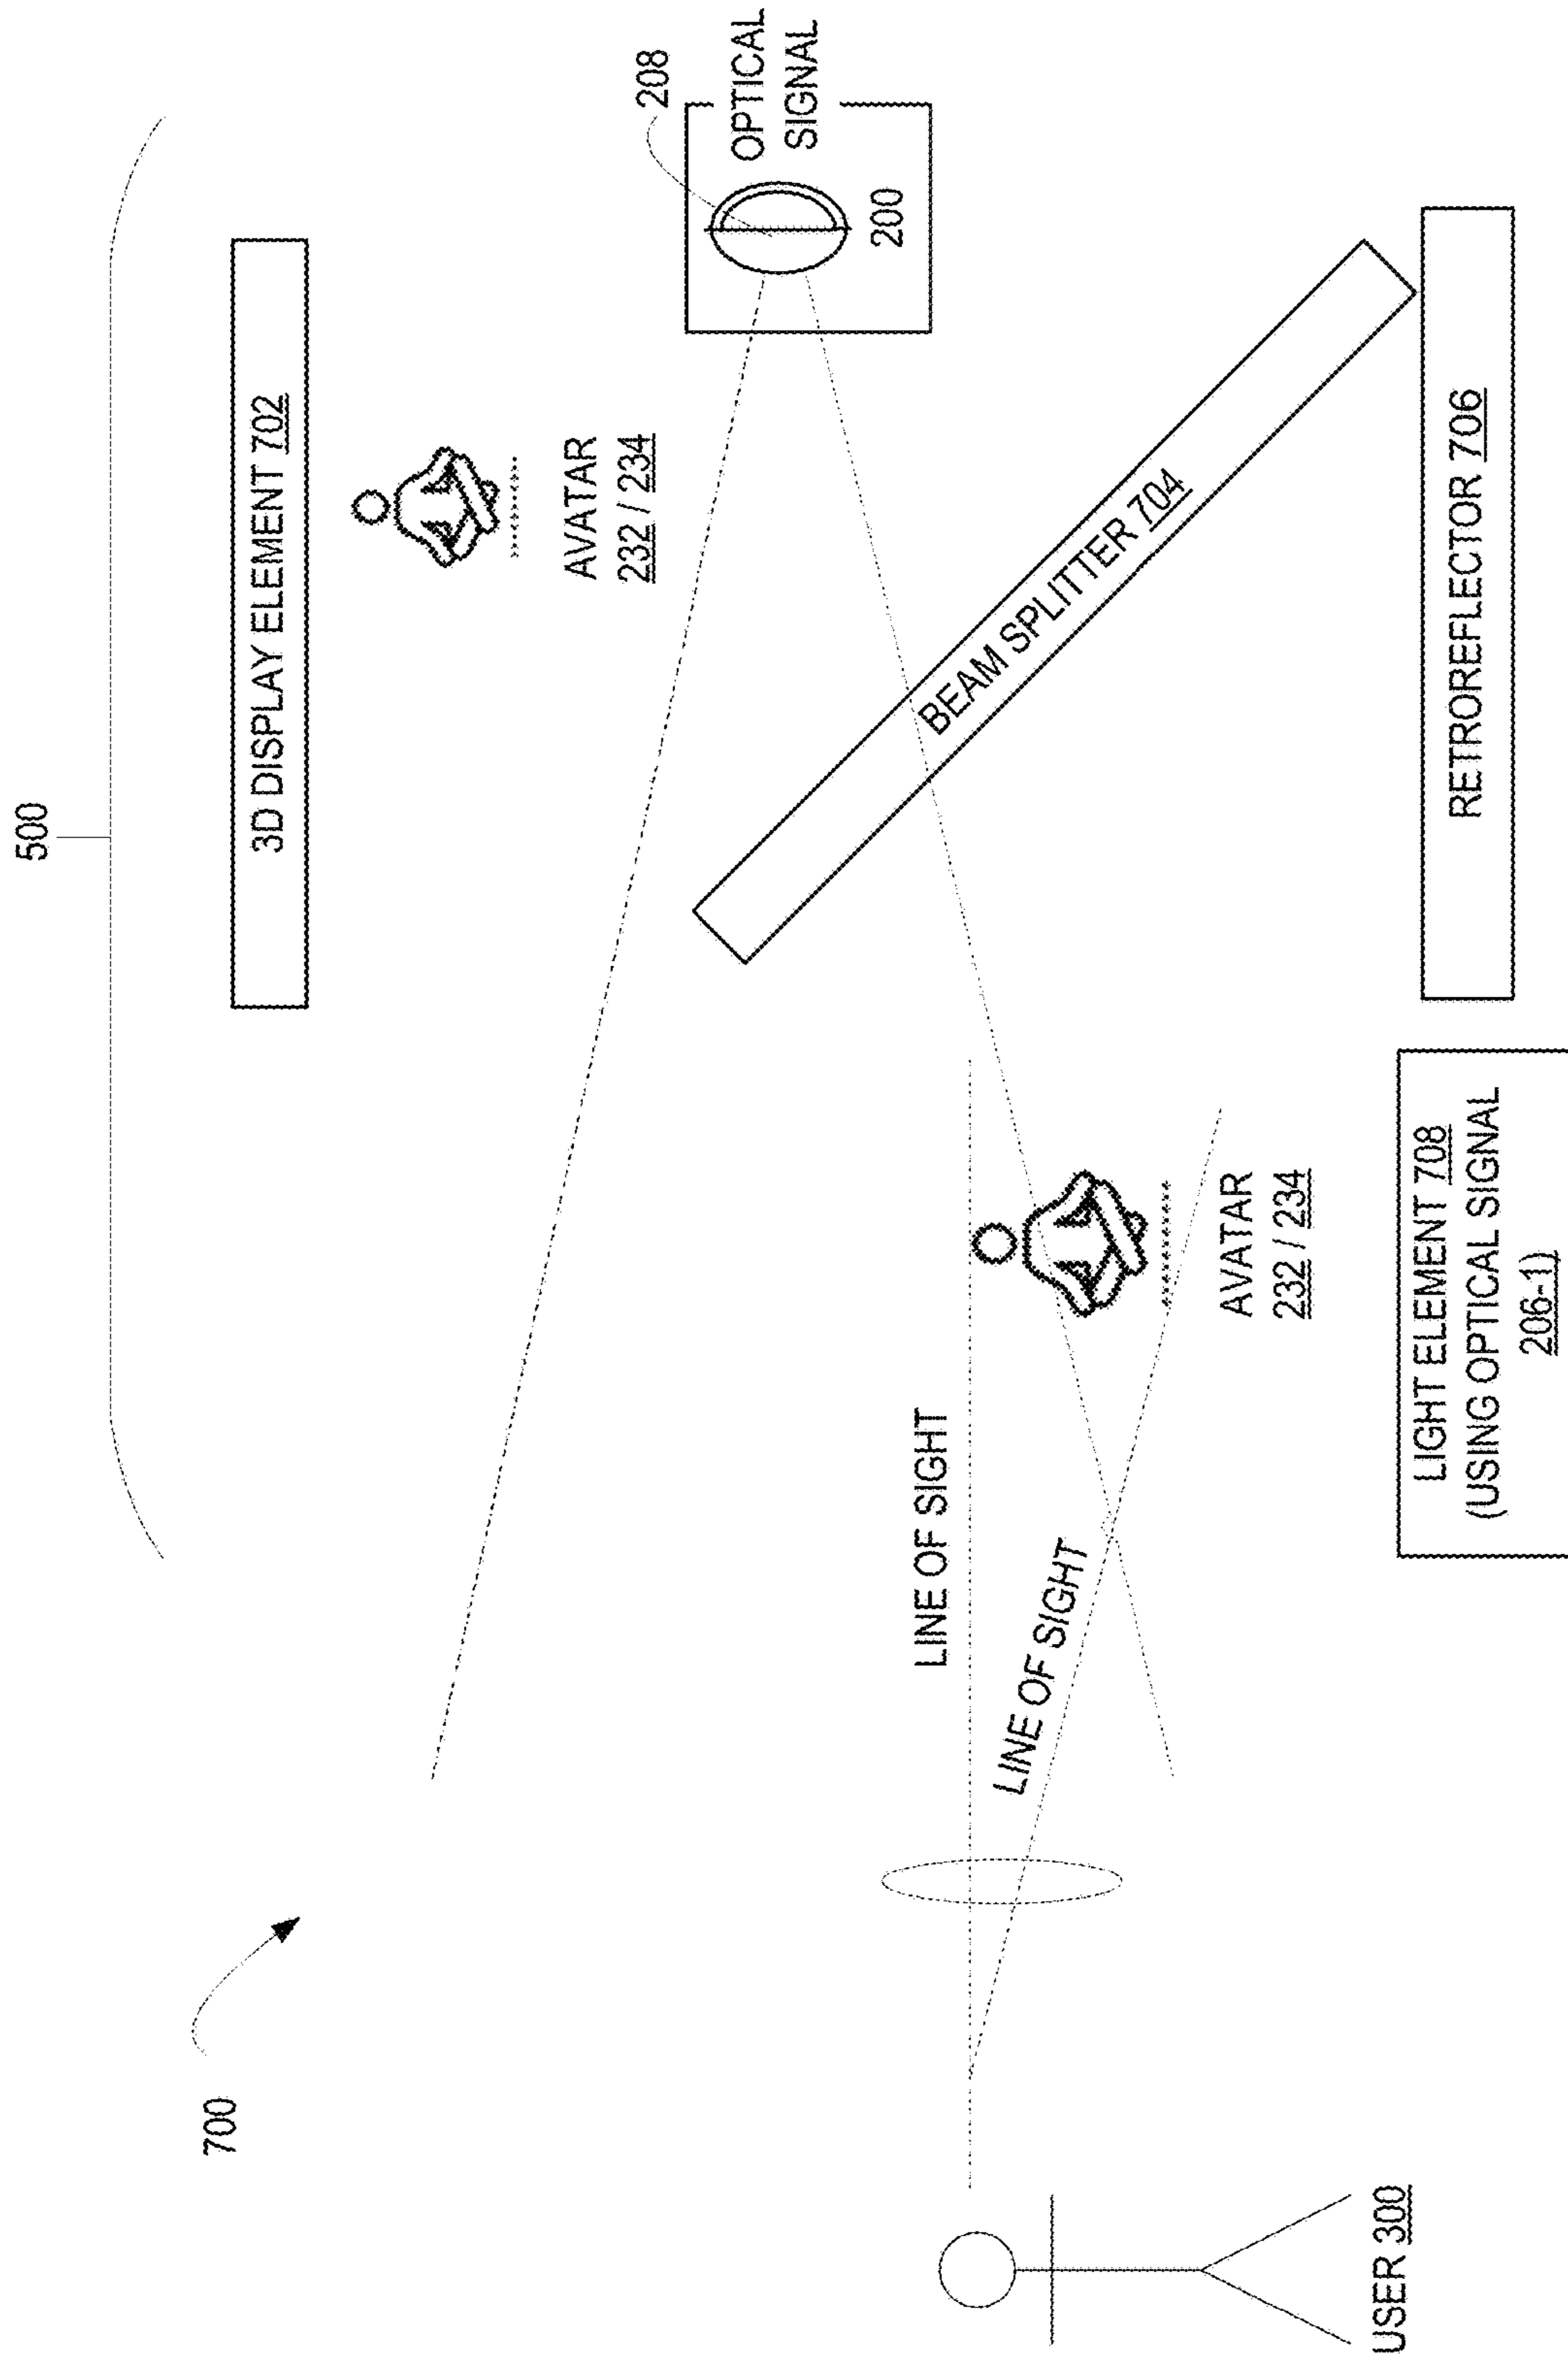 500
3D DISPLAY ELEMENT 702
AVATAR
232 / 234
208
OPTICAL
SIGNAL
200
BEAM SPLITTER 704
RETROREFLECTOR 706
700
LINE OF SIGHT
LINE OF SIGHT
AVATAR
232 / 234
LIGHT ELEMENT 708
(USING OPTICAL SIGNAL
206-1)
USER 300